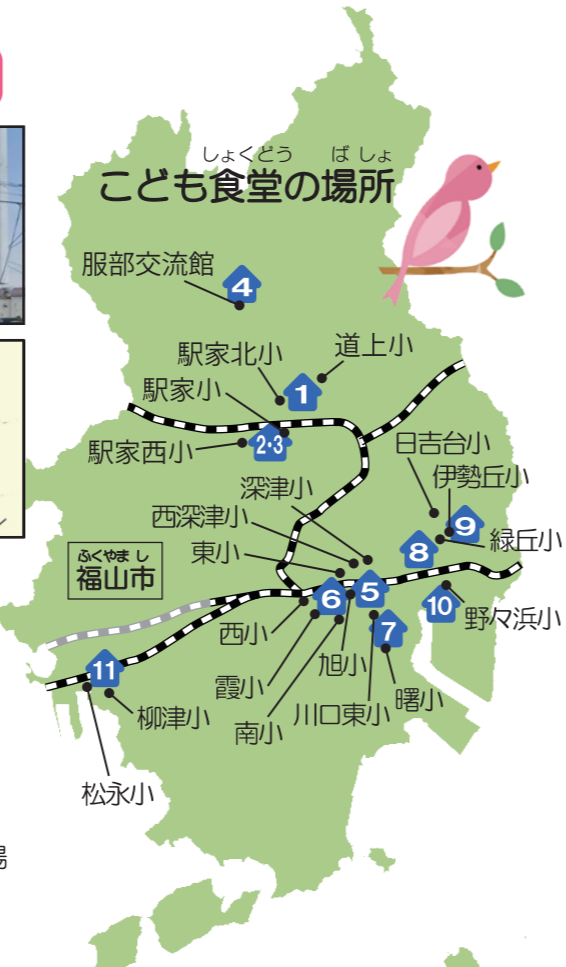 しょくどう ばしょ
こども食堂の場所
服部交流館
4
駅家北小
道上小
駅家小
1
駅家西小
2・3
日吉台小
伊勢丘小
深津小
西深津小
9
8
緑丘小
ふくやまし
福山市
東小
5
6
10
野々浜小
西小
7
旭小
霞小
曙小
川口東小
南小
11
柳津小
松永小
場